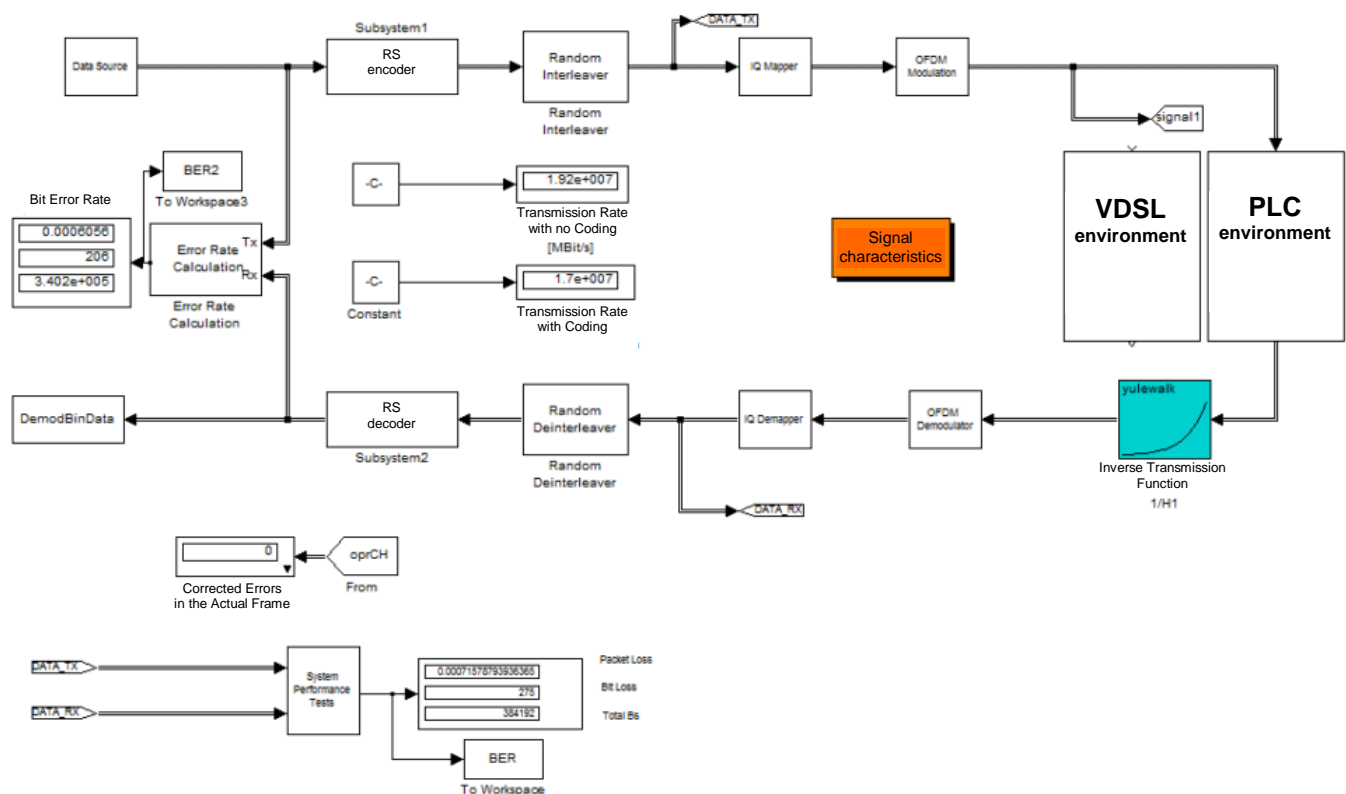 Subsystem1
DATA_TX
Data Source
RS
encoder
Random
Interleaver
IQ Mapper
OFDM
Modulation
Random
Interleaver
signal1
BER2
To Workspace3
-C-
1.92e+007
Transmission Rate
with no Coding
[MBit/s]
VDSL
environment
PLC
environment
Bit Error Rate
0.0006056
206
3.402e+005
Error Rate
Calculation
Tx
Rx
Error Rate
Calculation
Signal
characteristics
-C-
Constant
1.7e+007
Transmission Rate
with Coding
DemodBinData
RS
decoder
Subsystem2
Random
Deinterleaver
Random
Deinterleaver
IQ Demapper
OFDM
Demodulator
yulewalk
Inverse Transmission
Function
1/H1
DATA_RX
0
oprCH
From
Corrected Errors
in the Actual Frame
DATA_TX
DATA_RX
System
Performance
Tests
0.00071578793936365
275
384192
Packet Loss
Bit Loss
Total Bs
BER
To Workspace